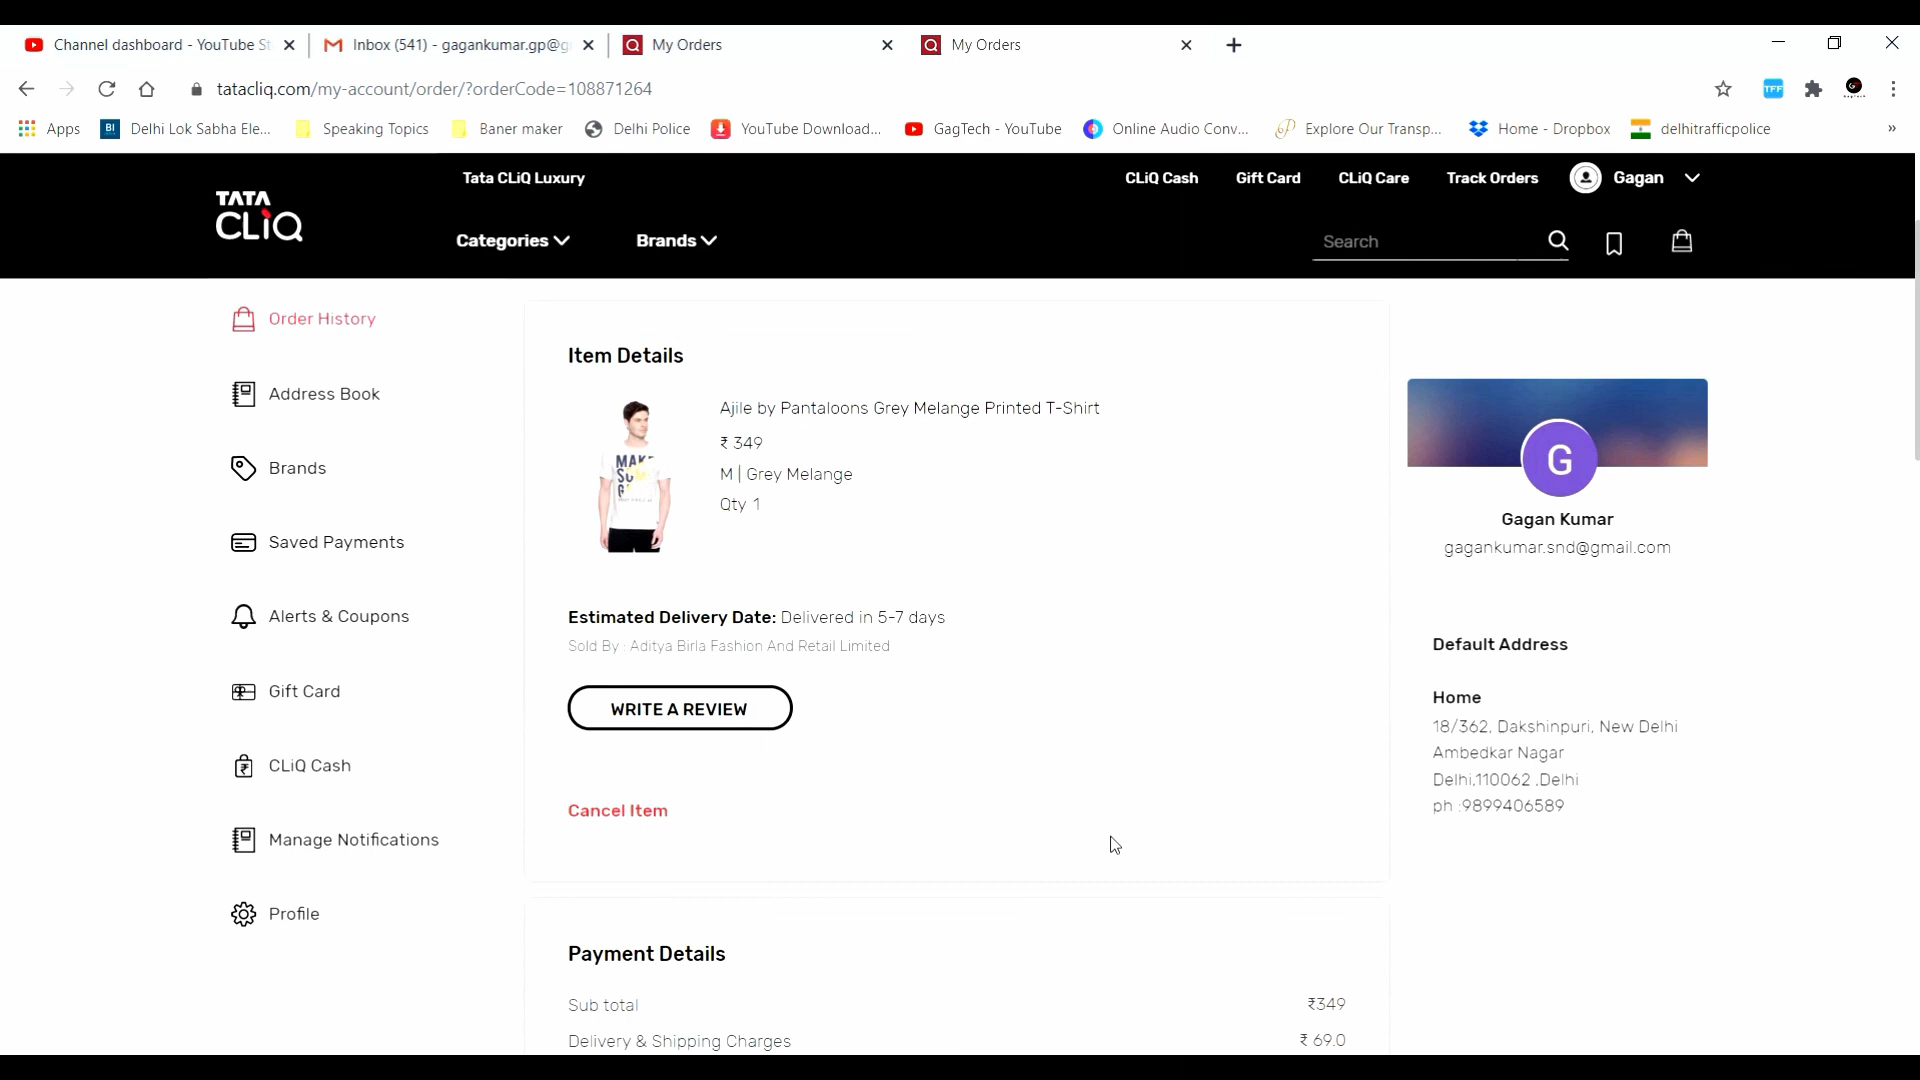 Channel dashboard - YouTube St
Inbox (541) - gagankumar.gp@g
My Orders
My Orders
tatacliq.com/my-account/order/?orderCode=108871264
TFF
Apps
BI
Delhi Lok Sabha Ele...
Speaking Topics
Baner maker
Delhi Police
YouTube Download...
GagTech - YouTube
Online Audio Conv...
Explore Our Transp...
Home - Dropbox
delhitrafficpolice
»
TATA
CLiQ
Tata CLiQ Luxury
CLiQ Cash
Gift Card
CLiQ Care
Track Orders
Gagan
Categories
Brands
Search
Order History
Address Book
Brands
Saved Payments
Alerts & Coupons
Gift Card
CLiQ Cash
Manage Notifications
Profile
Item Details
Ajile by Pantaloons Grey Melange Printed T-Shirt
₹ 349
M | Grey Melange
Qty 1
Estimated Delivery Date: Delivered in 5-7 days
Sold By : Aditya Birla Fashion And Retail Limited
WRITE A REVIEW
Cancel Item
Payment Details
Sub total ₹349
Delivery & Shipping Charges ₹ 69.0
G
Gagan Kumar
gagankumar.snd@gmail.com
Default Address
Home
18/362, Dakshinpuri, New Delhi
Ambedkar Nagar
Delhi,110062 ,Delhi
ph :9899406589